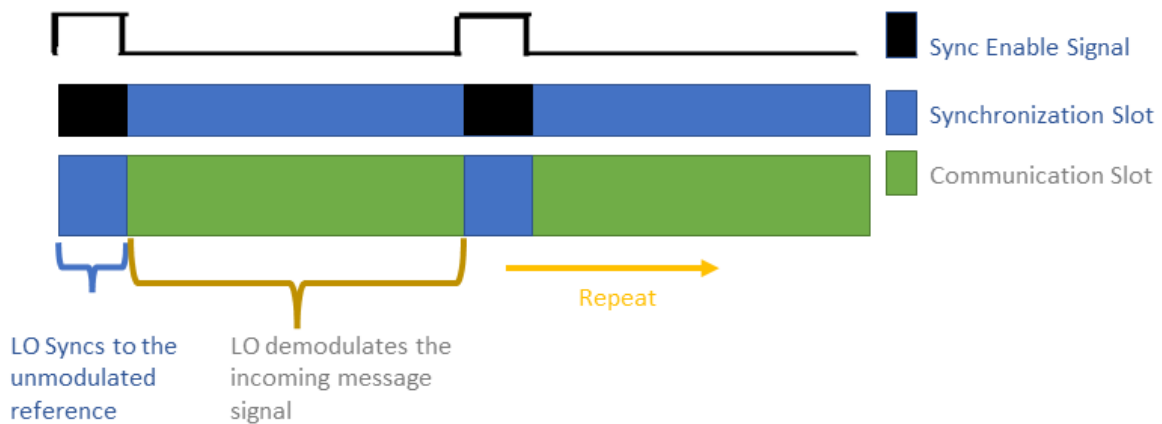 Sync Enable Signal
Synchronization Slot
Communication Slot
Repeat
LO Syncs to the
unmodulated
reference
LO demodulates the
incoming message
signal